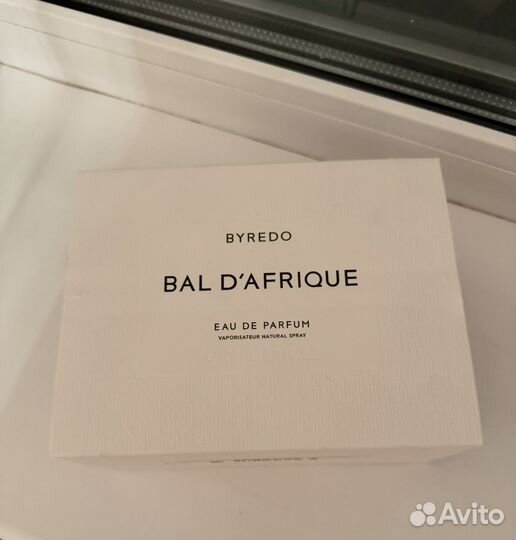 BYREDO
BAL D'AFRIQUE
EAU DE PARFUM
VAPORISATEUR NATURAL SPRAY
Avito